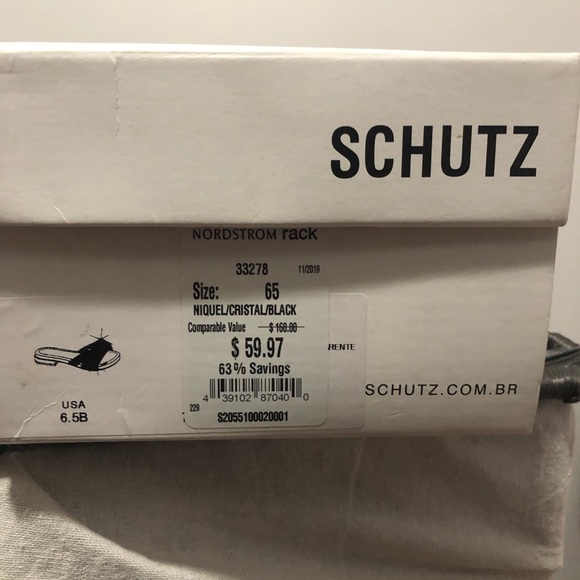 SCHUTZ
NORDSTROM rack
33278 11/2019
Size: 65
NIQUEL/CRISTAL/BLACK
Comparable Value $ 160.00
$ 59.97
63% Savings
4 39102 87040 0
229
S2055100020001
RENTE
USA
6.5B
SCHUTZ.COM.BR